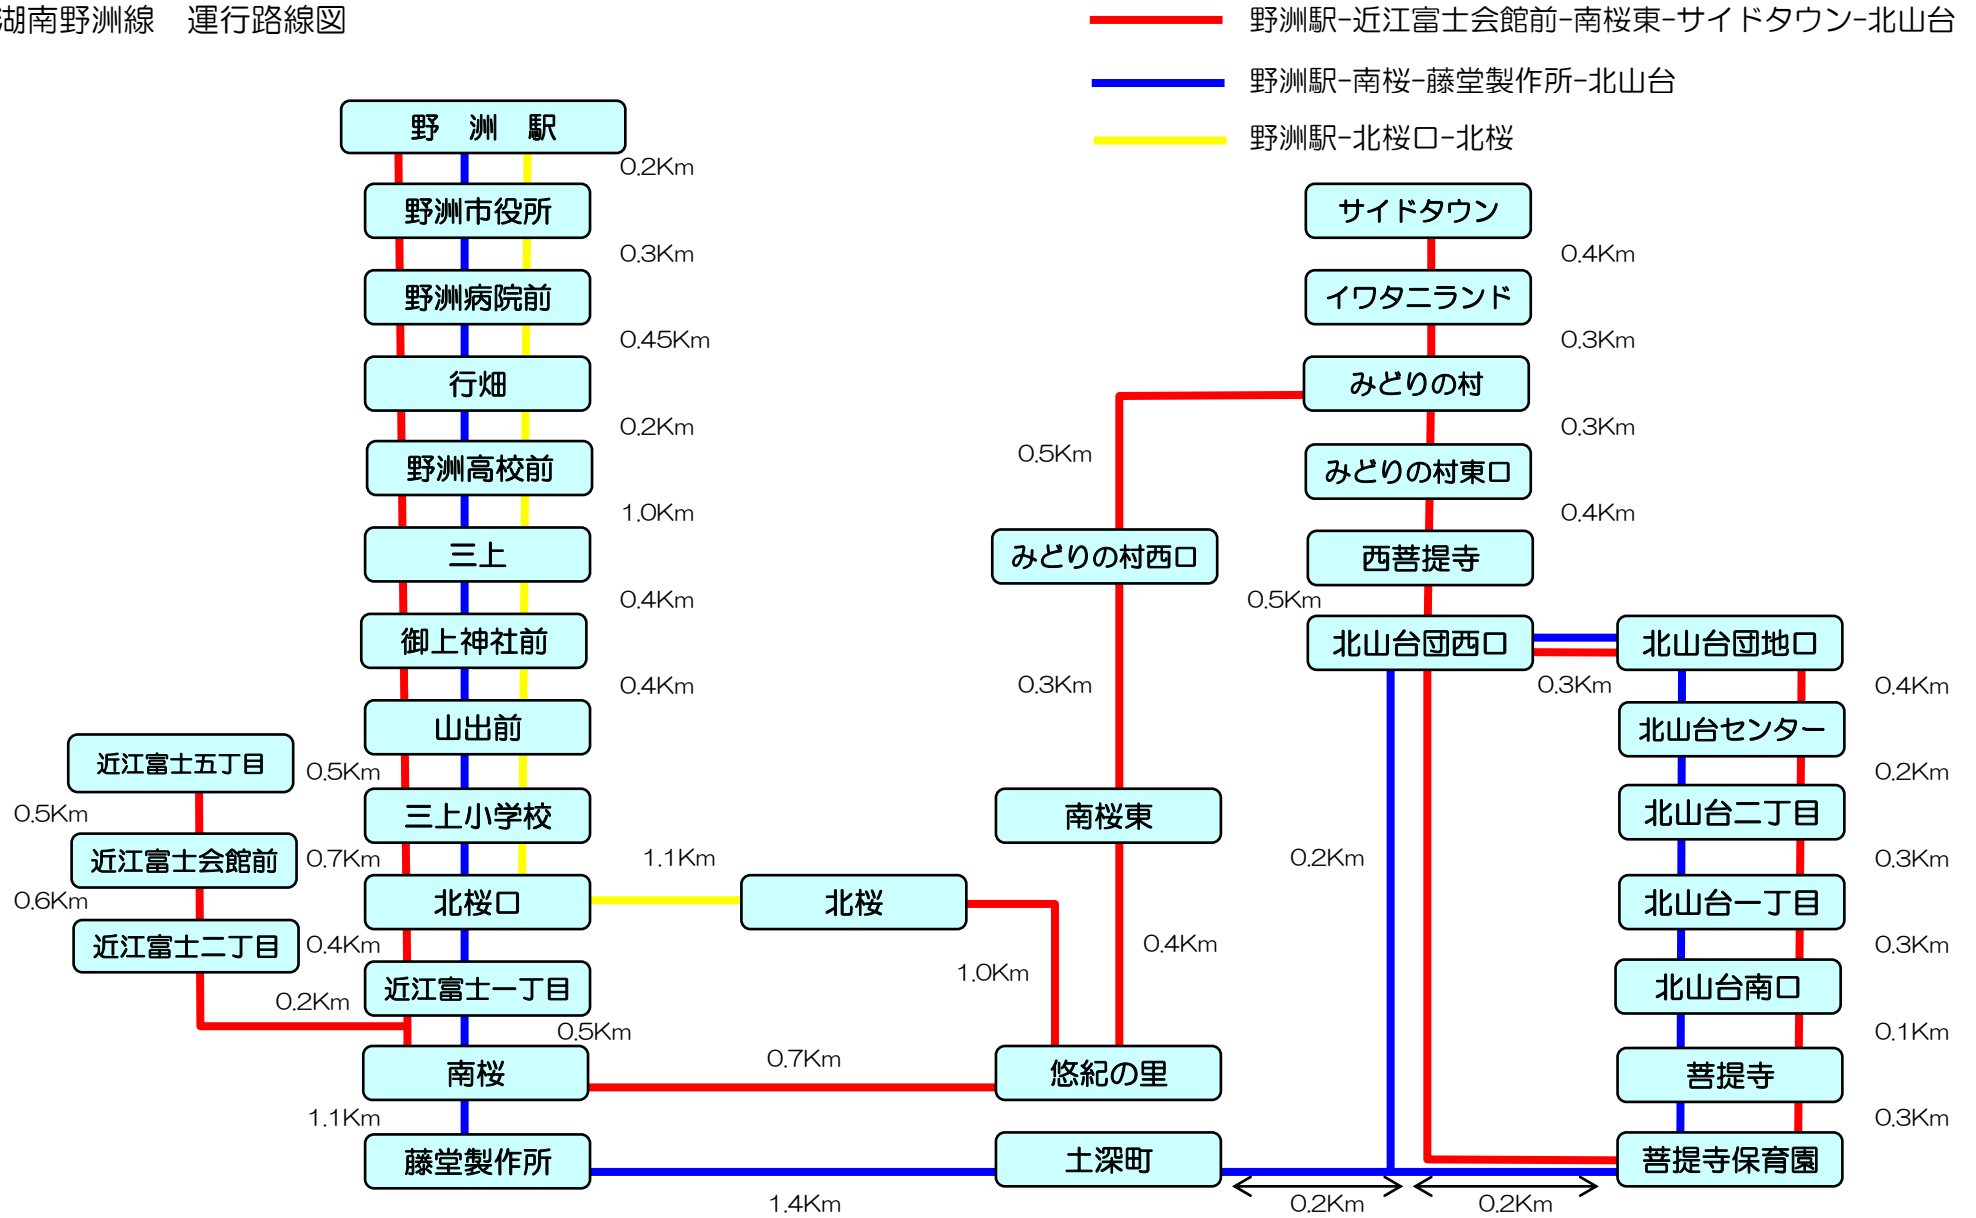 湖南野洲線　運行路線図
野洲駅-近江富士会館前-南桜東-サイドタウン-北山台
野洲駅-南桜-藤堂製作所-北山台
野洲駅-北桜口-北桜
野　洲　駅
0.2Km
野洲市役所
0.3Km
野洲病院前
0.45Km
行畑
0.2Km
野洲高校前
1.0Km
三上
0.4Km
御上神社前
0.4Km
山出前
0.5Km
三上小学校
0.7Km
北桜口
0.4Km
近江富士一丁目
0.5Km
南桜
1.1Km
藤堂製作所
近江富士五丁目
0.5Km
近江富士会館前
0.6Km
近江富士二丁目
0.2Km
1.1Km
北桜
1.0Km
0.7Km
悠紀の里
0.4Km
南桜東
0.3Km
みどりの村西口
0.5Km
1.4Km
土深町
0.2Km
0.2Km
サイドタウン
0.4Km
イワタニランド
0.3Km
みどりの村
0.3Km
みどりの村東口
0.4Km
西菩提寺
0.5Km
北山台団西口
0.3Km
0.2Km
北山台団地口
0.4Km
北山台センター
0.2Km
北山台二丁目
0.3Km
北山台一丁目
0.3Km
北山台南口
0.1Km
菩提寺
0.3Km
菩提寺保育園